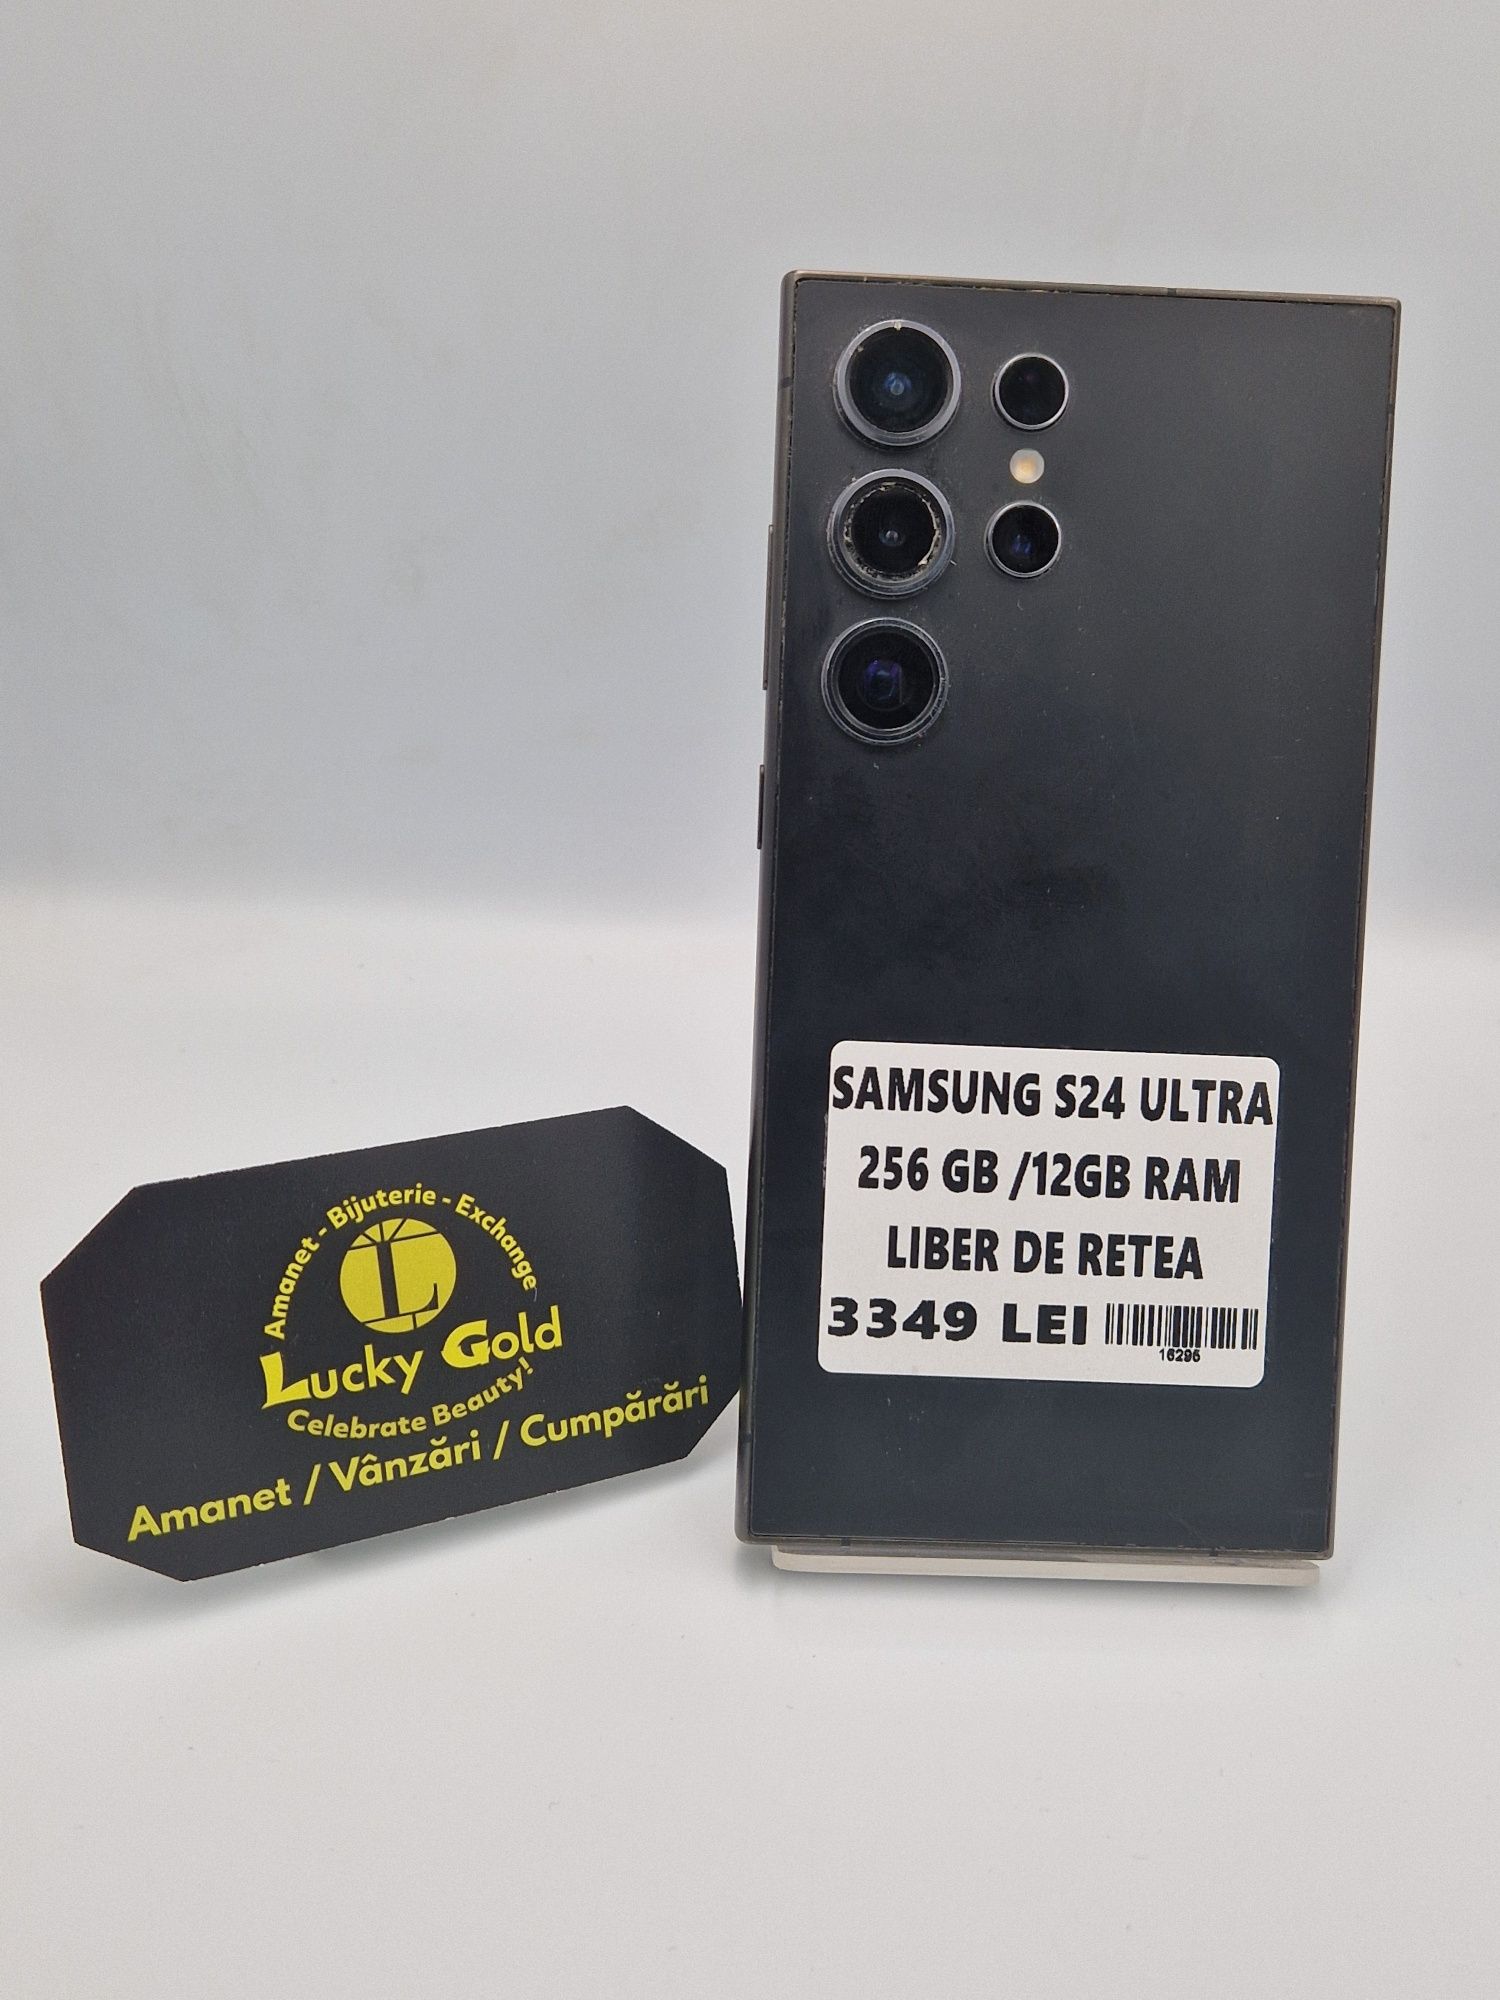 Amanet - Bijuterie - Exchange
L
Lucky Gold
Celebrate Beauty!
Amanet / Vânzări / Cumpărări
SAMSUNG S24 ULTRA
256 GB /12GB RAM
LIBER DE RETEA
3349 LEI
16295